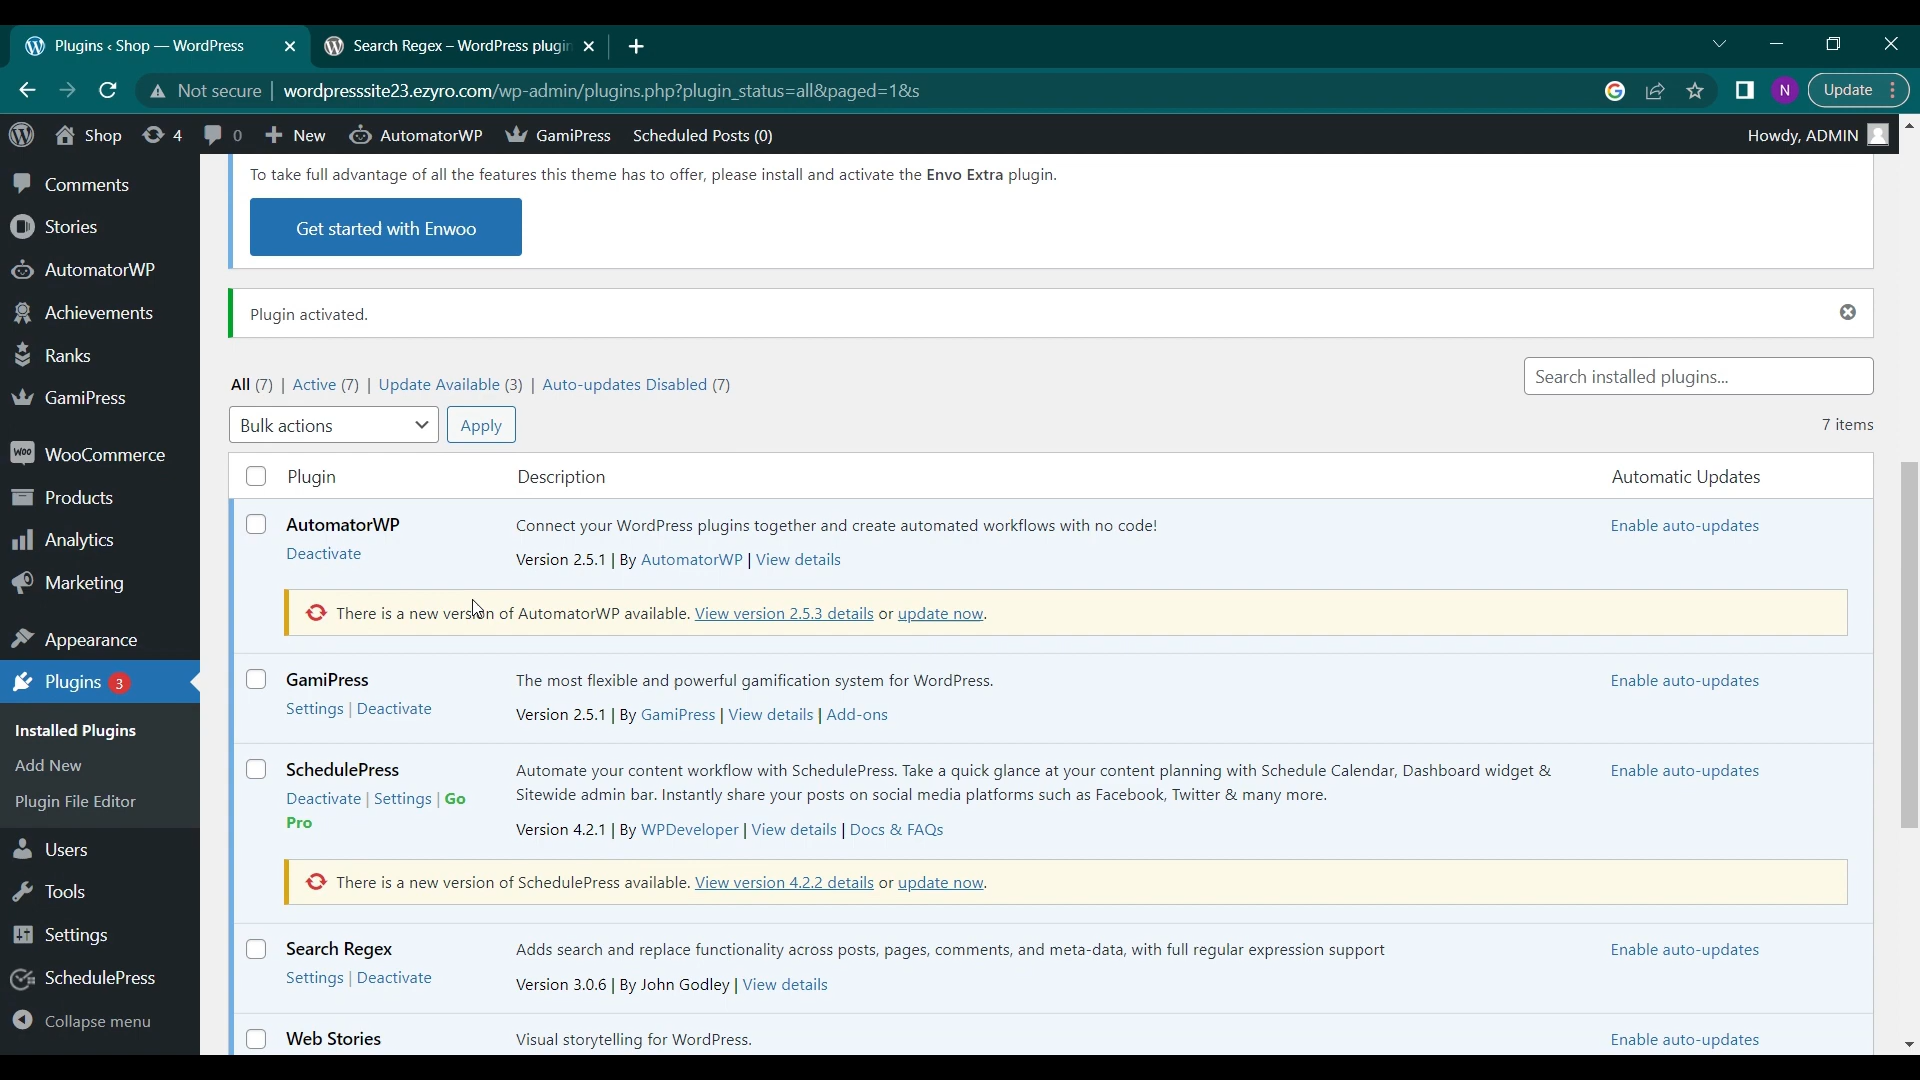 Plugins ‹ Shop — WordPress
Search Regex – WordPress plugin
Not secure | wordpresssite23.ezyro.com/wp-admin/plugins.php?plugin_status=all&paged=1&s
N
Update
Shop 4 0 New AutomatorWP GamiPress Scheduled Posts (0)
Howdy, ADMIN
Comments
Stories
AutomatorWP
Achievements
Ranks
GamiPress
Woo WooCommerce
Products
Analytics
Marketing
Appearance
Plugins 3
Installed Plugins
Add New
Plugin File Editor
Users
Tools
Settings
SchedulePress
Collapse menu
To take full advantage of all the features this theme has to offer, please install and activate the Envo Extra plugin.
Get started with Enwoo
Plugin activated.
All (7) | Active (7) | Update Available (3) | Auto-updates Disabled (7)
Search installed plugins...
Bulk actions Apply
7 items
Plugin Description Automatic Updates
AutomatorWP Connect your WordPress plugins together and create automated workflows with no code! Enable auto-updates
Deactivate Version 2.5.1 | By AutomatorWP | View details
There is a new version of AutomatorWP available. View version 2.5.3 details or update now.
GamiPress The most flexible and powerful gamification system for WordPress. Enable auto-updates
Settings | Deactivate Version 2.5.1 | By GamiPress | View details | Add-ons
SchedulePress Automate your content workflow with SchedulePress. Take a quick glance at your content planning with Schedule Calendar, Dashboard widget & Enable auto-updates
Deactivate | Settings | Go Sitewide admin bar. Instantly share your posts on social media platforms such as Facebook, Twitter & many more.
Pro Version 4.2.1 | By WPDeveloper | View details | Docs & FAQs
There is a new version of SchedulePress available. View version 4.2.2 details or update now.
Search Regex Adds search and replace functionality across posts, pages, comments, and meta-data, with full regular expression support Enable auto-updates
Settings | Deactivate Version 3.0.6 | By John Godley | View details
Web Stories Visual storytelling for WordPress. Enable auto-updates